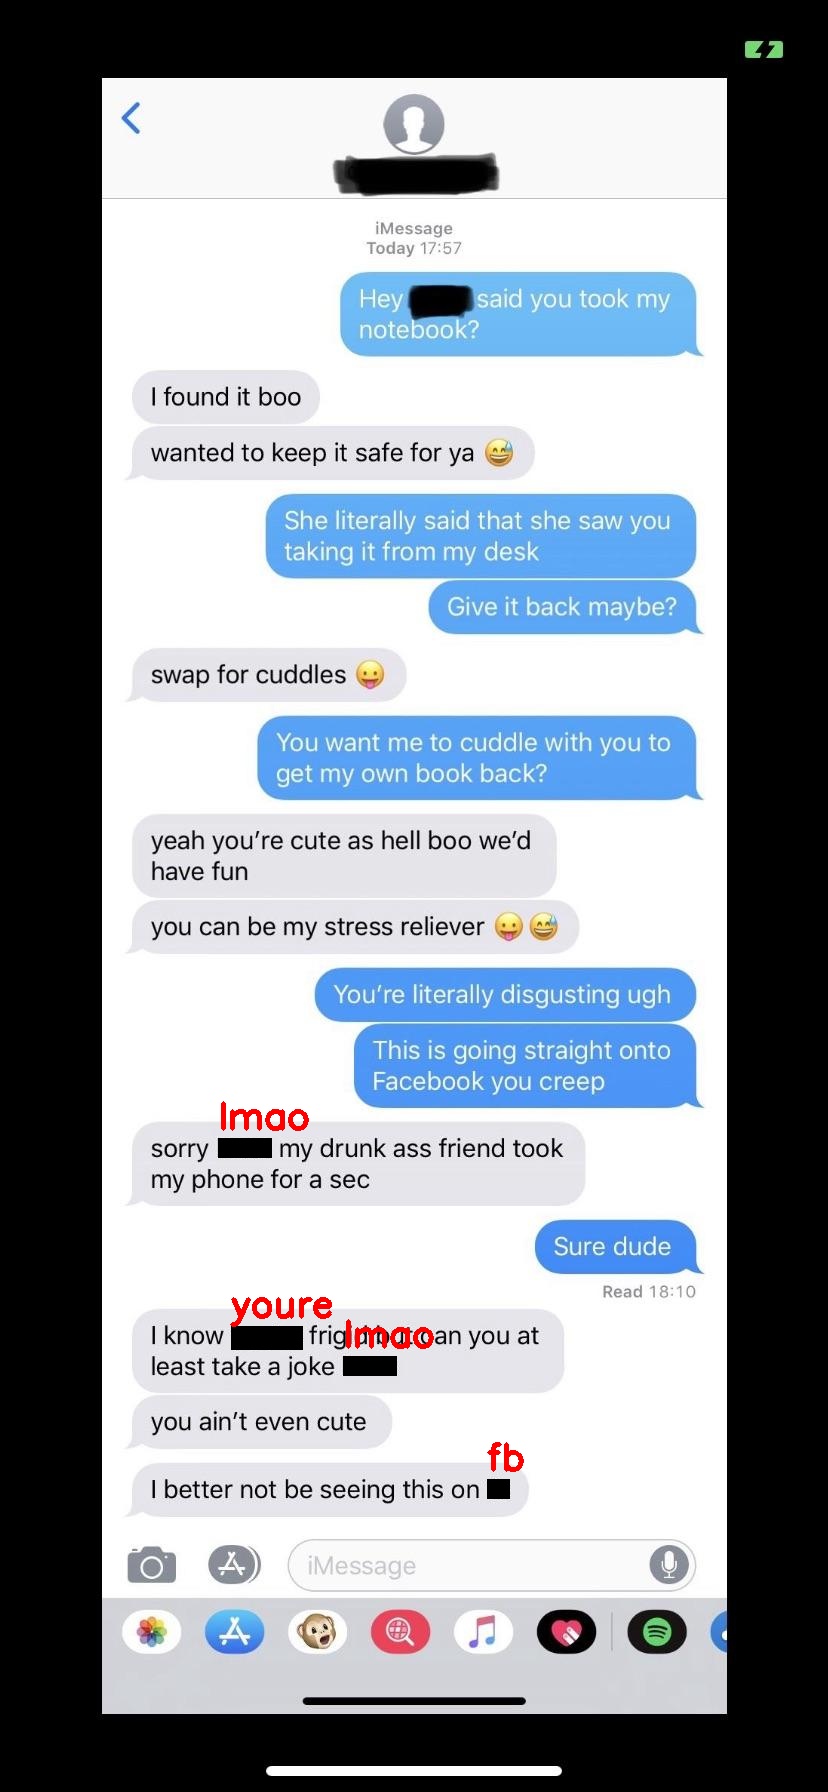 iMessage
Today 17:57
Hey said you took my
notebook?
I found it boo
wanted to keep it safe for ya 😅
She literally said that she saw you
taking it from my desk
Give it back maybe?
swap for cuddles 😛
You want me to cuddle with you to
get my own book back?
yeah you're cute as hell boo we'd
have fun
you can be my stress reliever 😛😅
You're literally disgusting ugh
This is going straight onto
Facebook you creep
lmao
sorry my drunk ass friend took
my phone for a sec
Sure dude
Read 18:10
youre
lmao
I know frigid but can you at
least take a joke
you ain't even cute
fb
I better not be seeing this on
iMessage